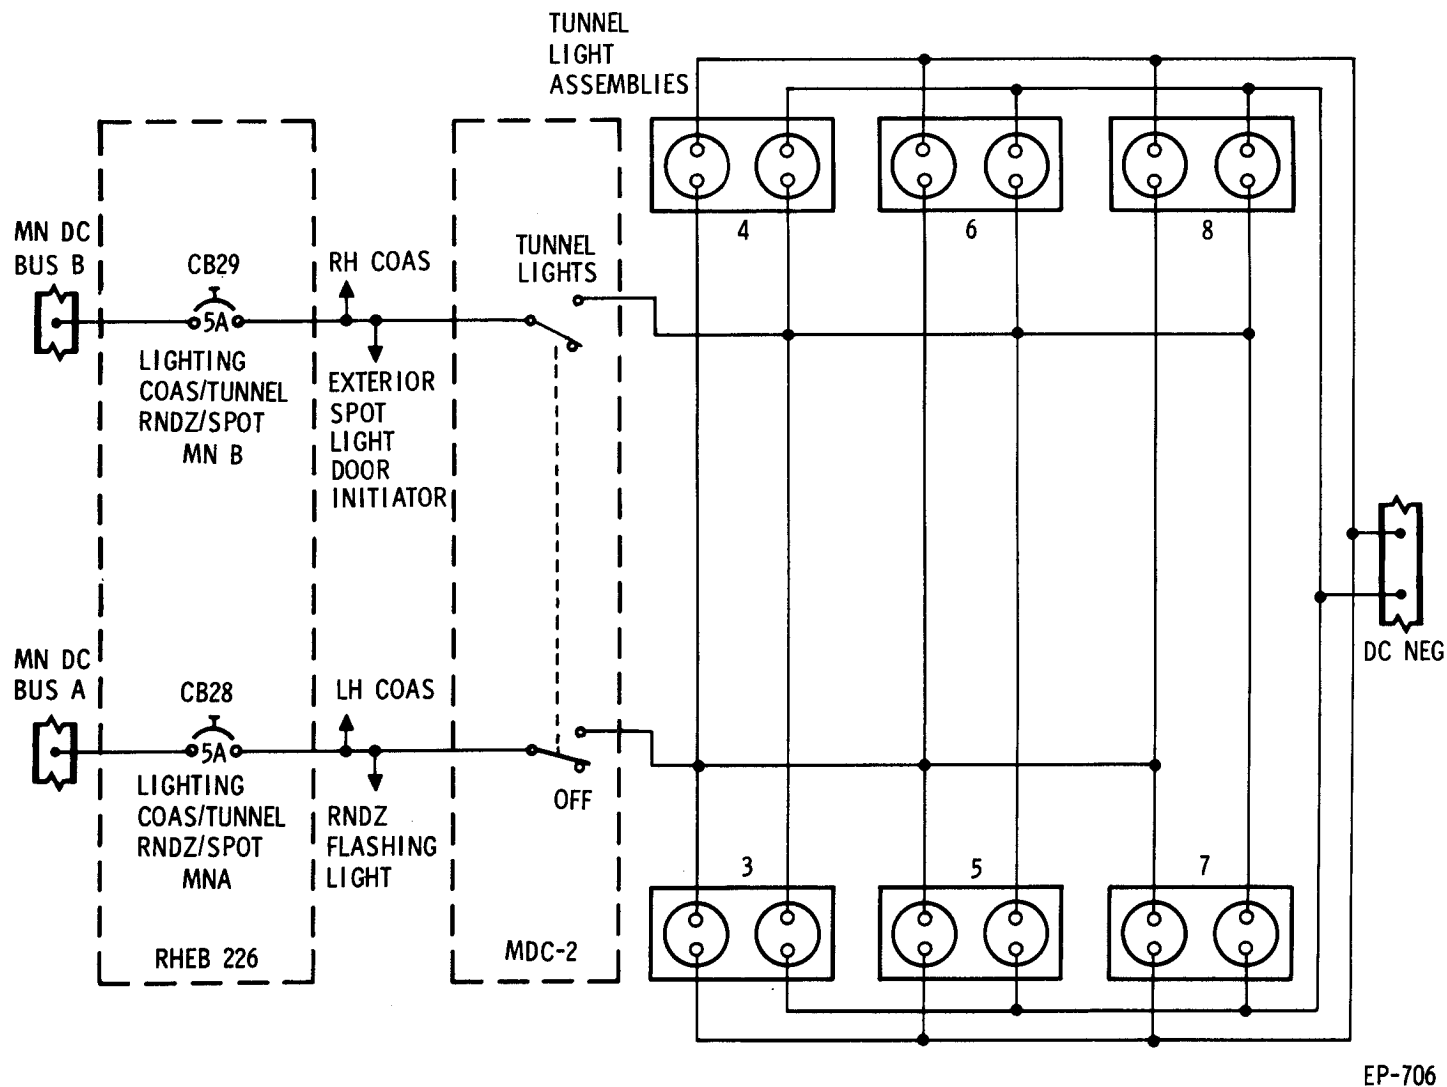 TUNNEL
LIGHT
ASSEMBLIES
4
6
8
MN DC
BUS B
CB29
5A
LIGHTING
COAS/TUNNEL
RNDZ/SPOT
MN B
RH COAS
EXTERIOR
SPOT
LIGHT
DOOR
INITIATOR
TUNNEL
LIGHTS
DC NEG
MN DC
BUS A
CB28
5A
LIGHTING
COAS/TUNNEL
RNDZ/SPOT
MNA
LH COAS
RNDZ
FLASHING
LIGHT
OFF
3
5
7
RHEB 226
MDC-2
EP-706